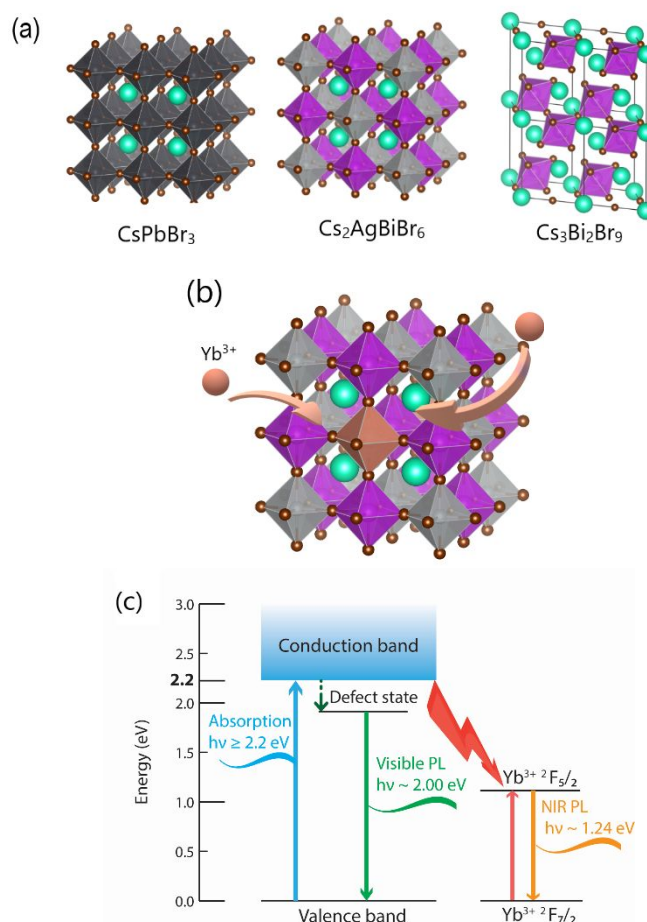 (a)
CsPbBr₃
Cs₂AgBiBr₆
Cs₃Bi₂Br₉
(b)
Yb³⁺
(c)
Energy (eV)
3.0
2.5
2.2
2.0
1.5
1.0
0.5
0.0
Conduction band
Defect state
Absorption
hν ≥ 2.2 eV
Visible PL
hν ~ 2.00 eV
Yb³⁺ ²F₅/₂
NIR PL
hν ~ 1.24 eV
Valence band
Yb³⁺ ²F₇/₂